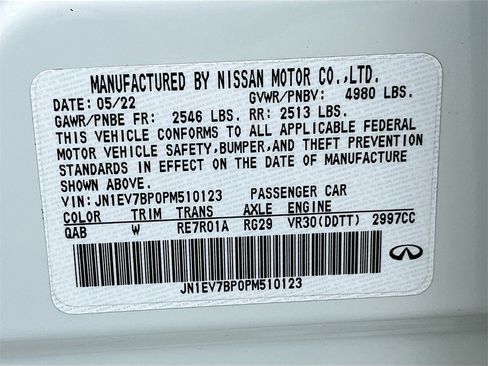 MANUFACTURED BY NISSAN MOTOR CO.,LTD.
DATE: 05/22 GVWR/PNBV: 4980 LBS.
GAWR/PNBE FR: 2546 LBS. RR: 2513 LBS.
THIS VEHICLE CONFORMS TO ALL APPLICABLE FEDERAL
MOTOR VEHICLE SAFETY,BUMPER,AND THEFT PREVENTION
STANDARDS IN EFFECT ON THE DATE OF MANUFACTURE
SHOWN ABOVE.
VIN: JN1EV7BP0PM510123 PASSENGER CAR
COLOR TRIM TRANS AXLE ENGINE
QAB W RE7R01A RG29 VR30(DDTT) 2997CC
JN1EV7BP0PM510123